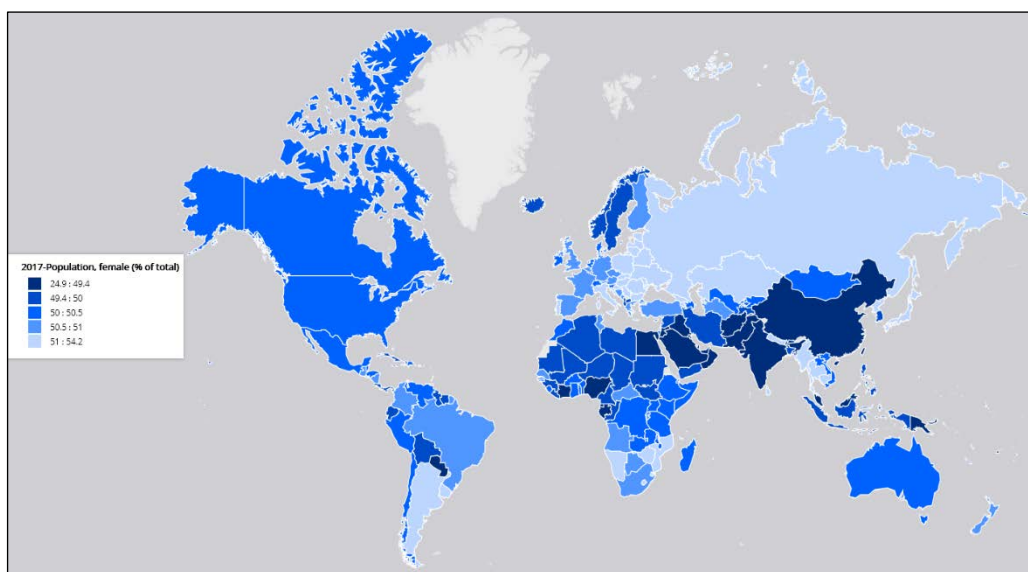 2017-Population, female (% of total)
24.9 : 49.4
49.4 : 50
50 : 50.5
50.5 : 51
51 : 54.2